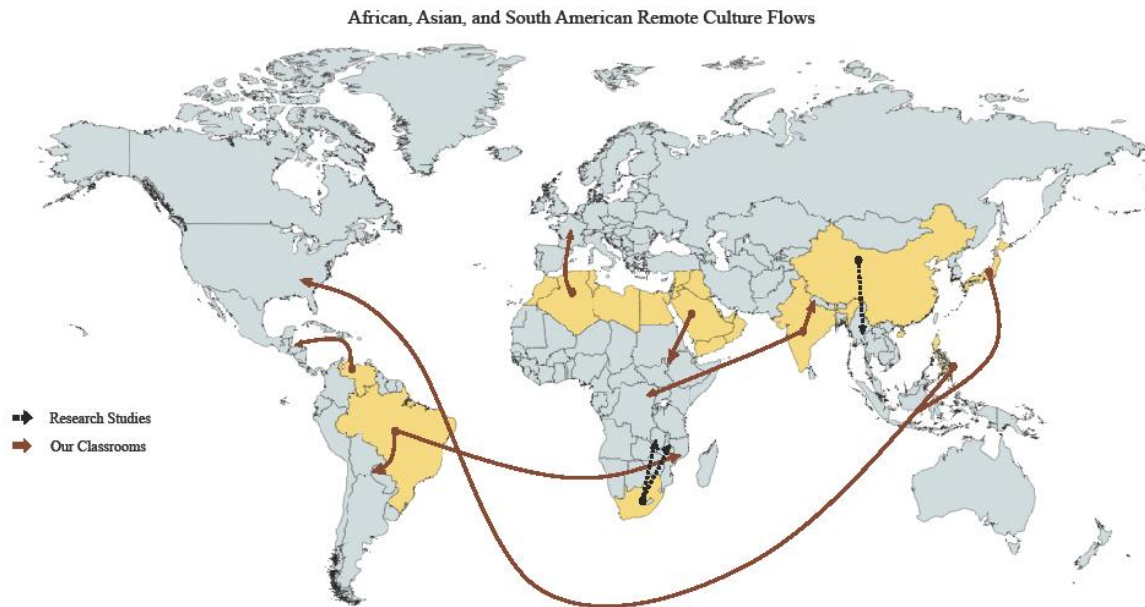 African, Asian, and South American Remote Culture Flows
Research Studies
Our Classrooms